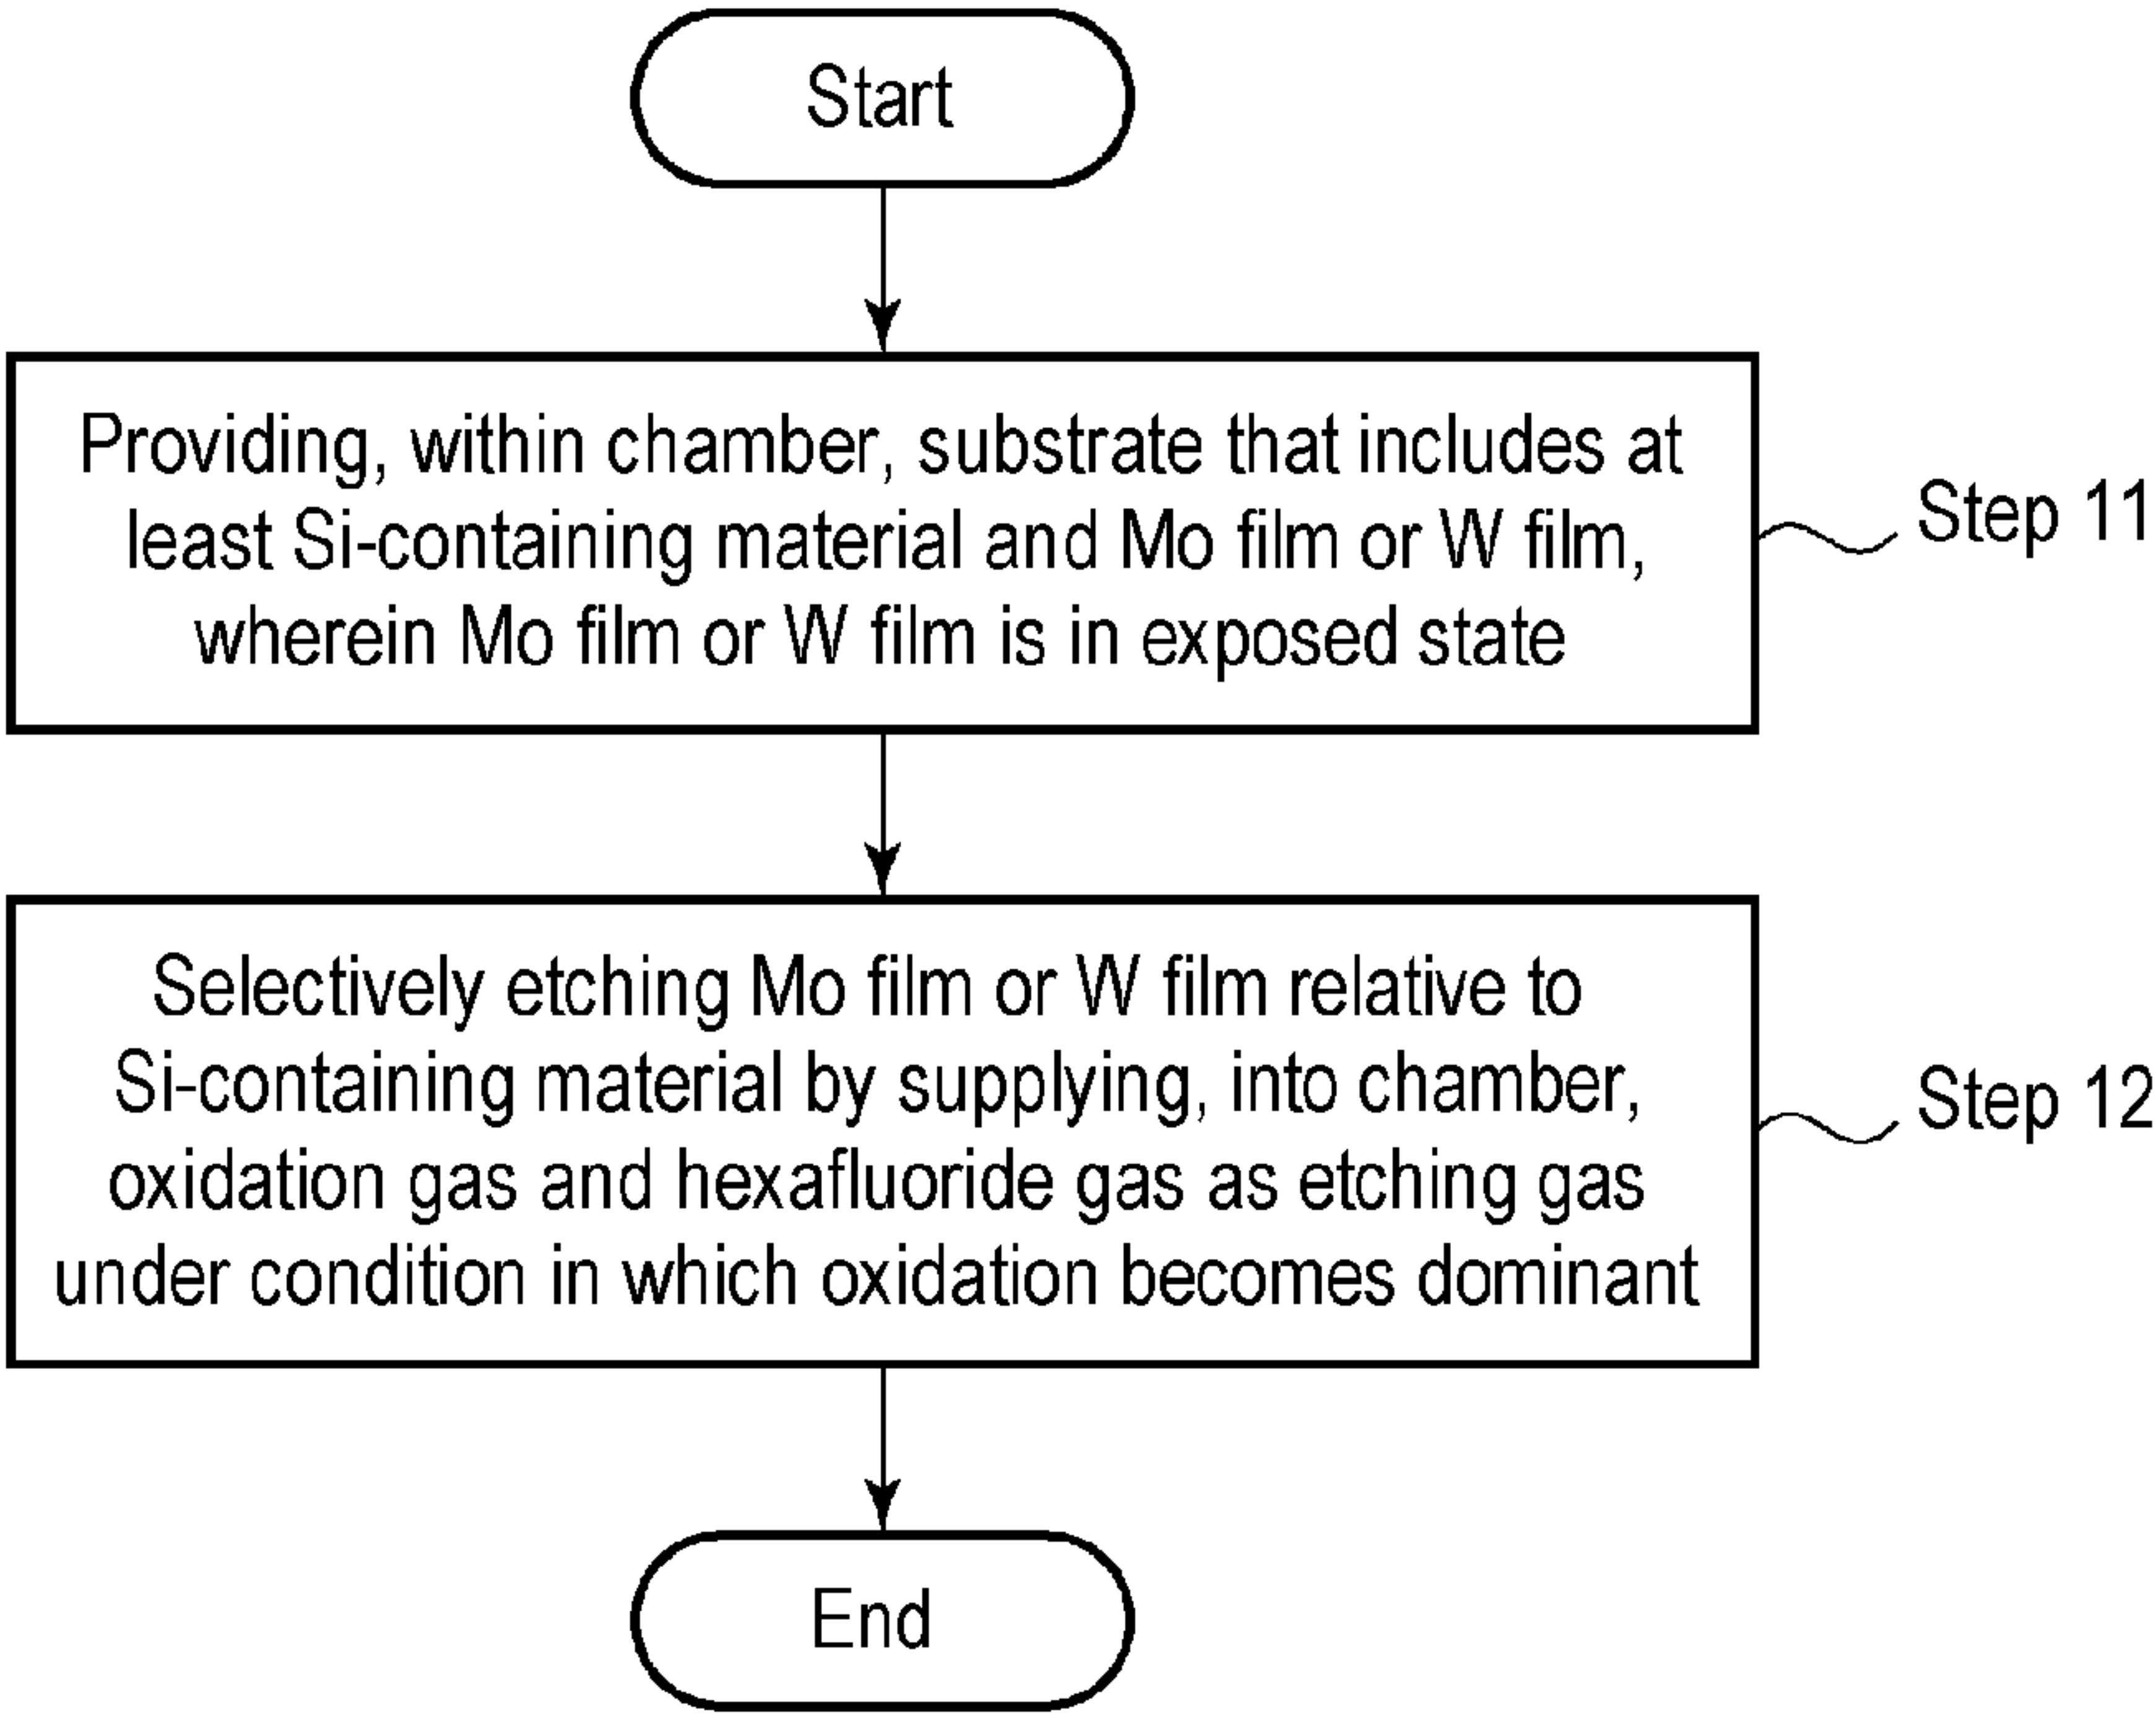 Start
Providing, within chamber, substrate that includes at
least Si-containing material and Mo film or W film,
wherein Mo film or W film is in exposed state
Step 11
Selectively etching Mo film or W film relative to
Si-containing material by supplying, into chamber,
oxidation gas and hexafluoride gas as etching gas
under condition in which oxidation becomes dominant
Step 12
End